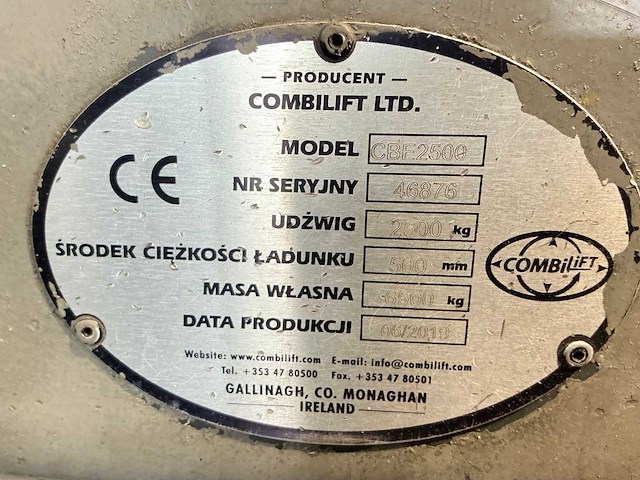 — PRODUCENT —
COMBILIFT LTD.
MODEL CBE2500
NR SERYJNY 46876
UDŹWIG 2500 kg
ŚRODEK CIĘŻKOŚCI ŁADUNKU 500 mm
COMBiLiFT
MASA WŁASNA kg
DATA PRODUKCJI
CE
Website: www.combilift.com E-mail: info@combilift.com
Tel. +353 47 80500 Fax. +353 47 80501
GALLINAGH, CO. MONAGHAN
IRELAND